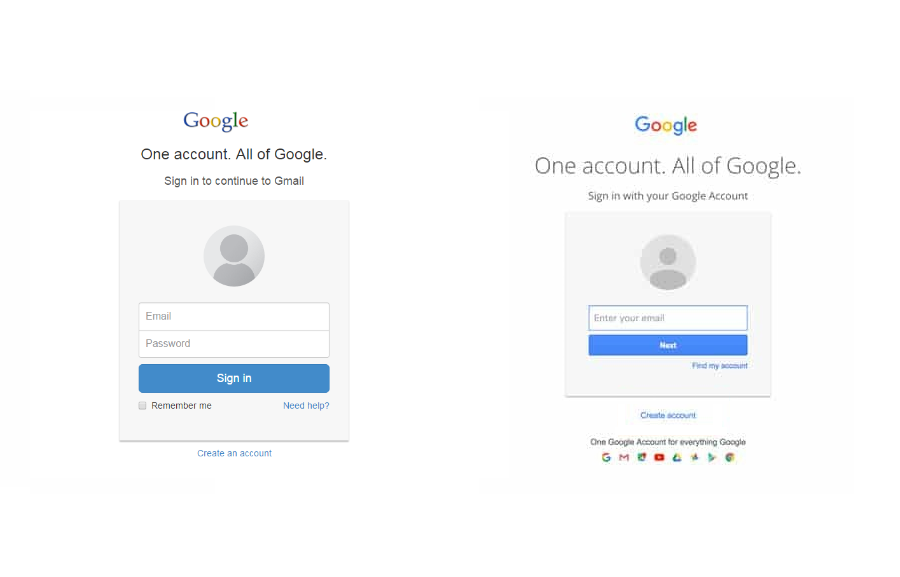 Google
One account. All of Google.
Sign in to continue to Gmail
Email
Password
Sign in
Remember me Need help?
Create an account
Google
One account. All of Google.
Sign in with your Google Account
Enter your email
Next
Find my account
Create account
One Google Account for everything Google